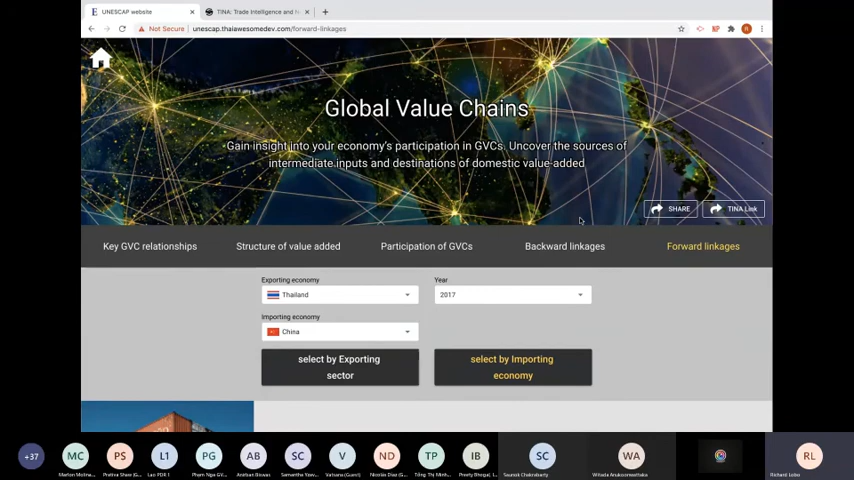 UNESCAP website
TINA: Trade Intelligence and N
Not Secure
unescap.thaiawesomedev.com/forward-linkages
Global Value Chains
Gain insight into your economy's participation in GVCs. Uncover the sources of
intermediate inputs and destinations of domestic value-added
SHARE
TINA Link
Key GVC relationships
Structure of value added
Participation of GVCs
Backward linkages
Forward linkages
Exporting economy
Year
Thailand
2017
Importing economy
China
select by Exporting
sector
select by Importing
economy
+37
MC
PS
L1
PG
AB
SC
V
ND
TP
IB
SC
WA
RL
Lao PDR 1
Anirban Biswas
Richard Lobo